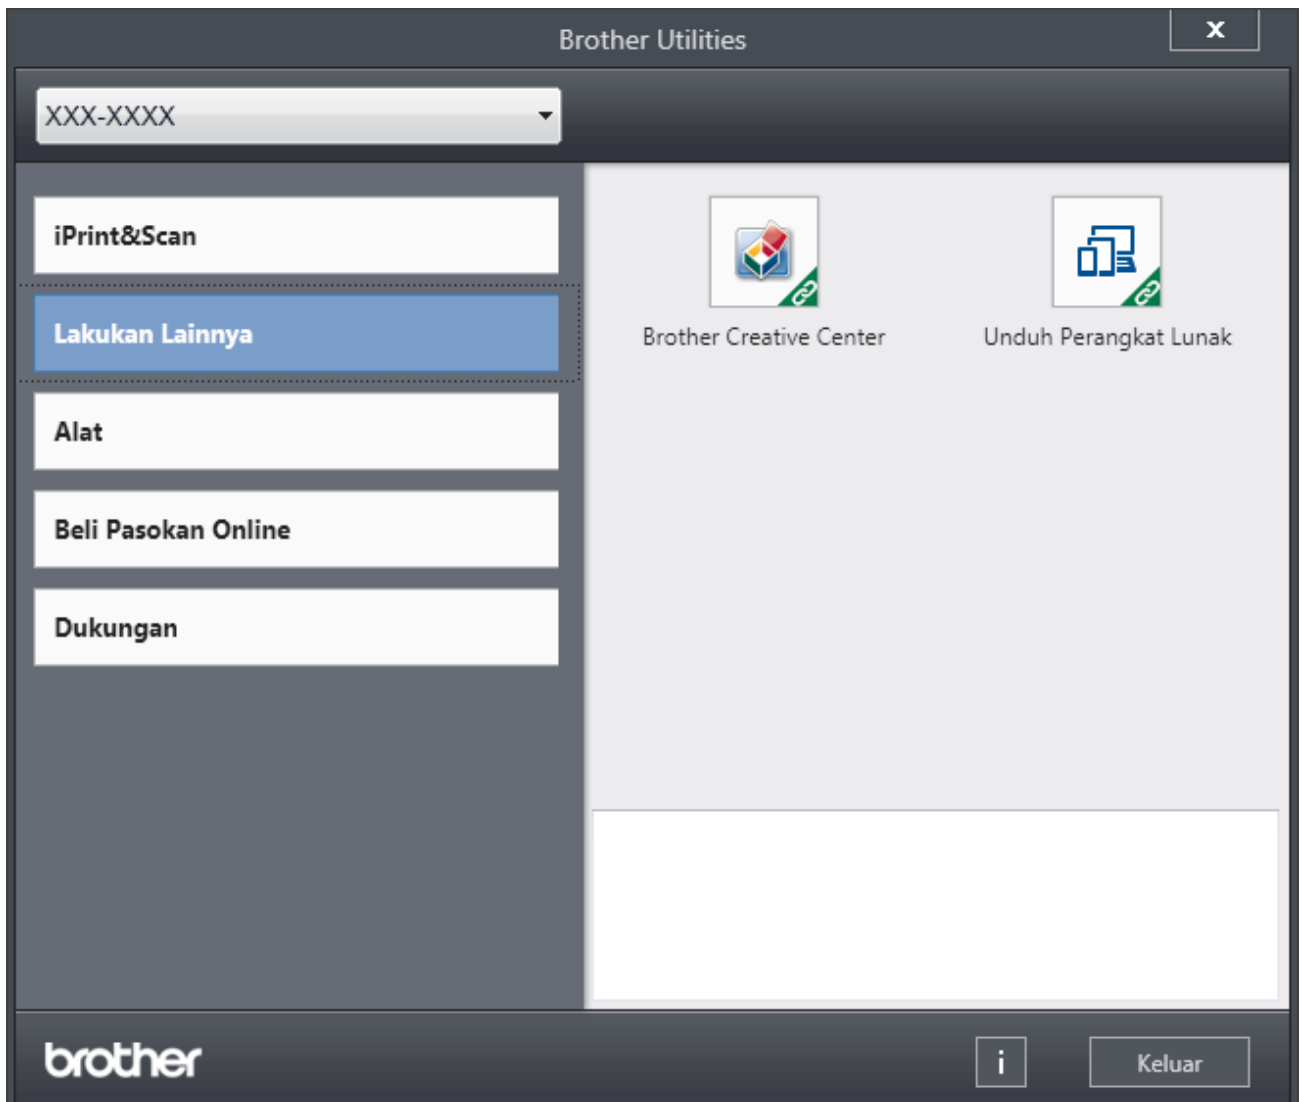 Brother Utilities
X
XXX-XXXX
iPrint&Scan
Lakukan Lainnya
Alat
Beli Pasokan Online
Dukungan
Brother Creative Center
Unduh Perangkat Lunak
brother
i
Keluar